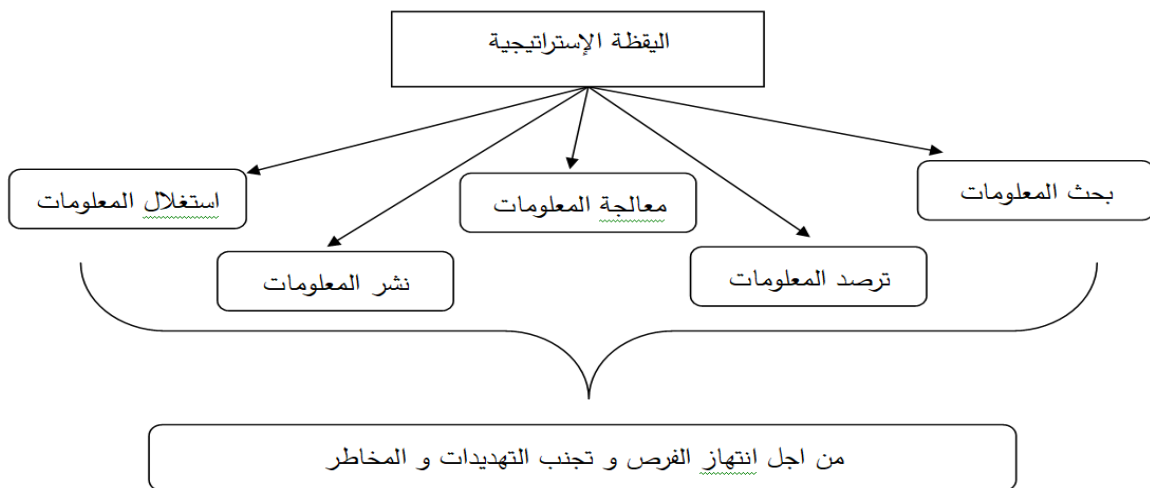 اليقظة الإستراتيجية
بحث المعلومات
ترصد المعلومات
معالجة المعلومات
نشر المعلومات
استغلال المعلومات
من اجل انتهاز الفرص و تجنب التهديدات و المخاطر